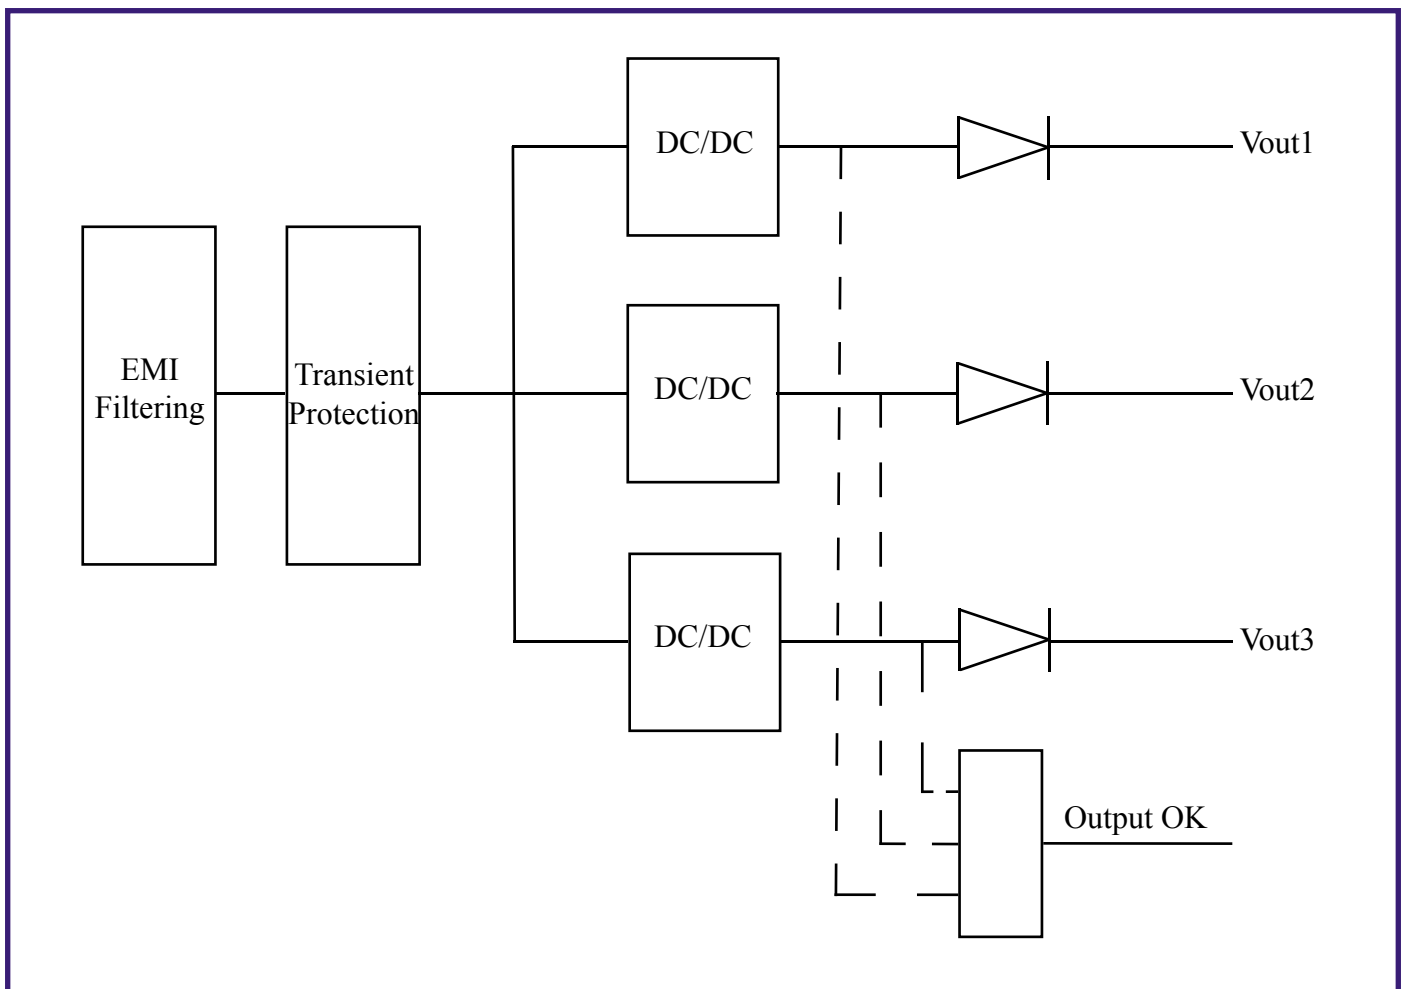 DC/DC
Vout1
EMI
Filtering
Transient
Protection
DC/DC
Vout2
DC/DC
Vout3
Output OK